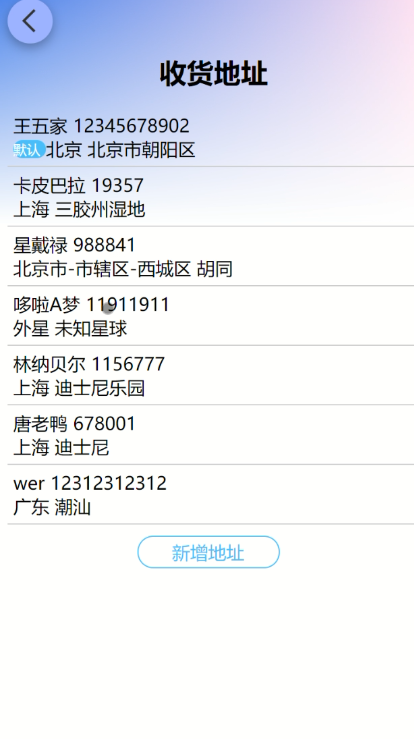 收货地址
王五家 12345678902
默认 北京 北京市朝阳区
卡皮巴拉 19357
上海 三胶州湿地
星戴禄 988841
北京市-市辖区-西城区 胡同
哆啦A梦 11911911
外星 未知星球
林纳贝尔 1156777
上海 迪士尼乐园
唐老鸭 678001
上海 迪士尼
wer 12312312312
广东 潮汕
新增地址